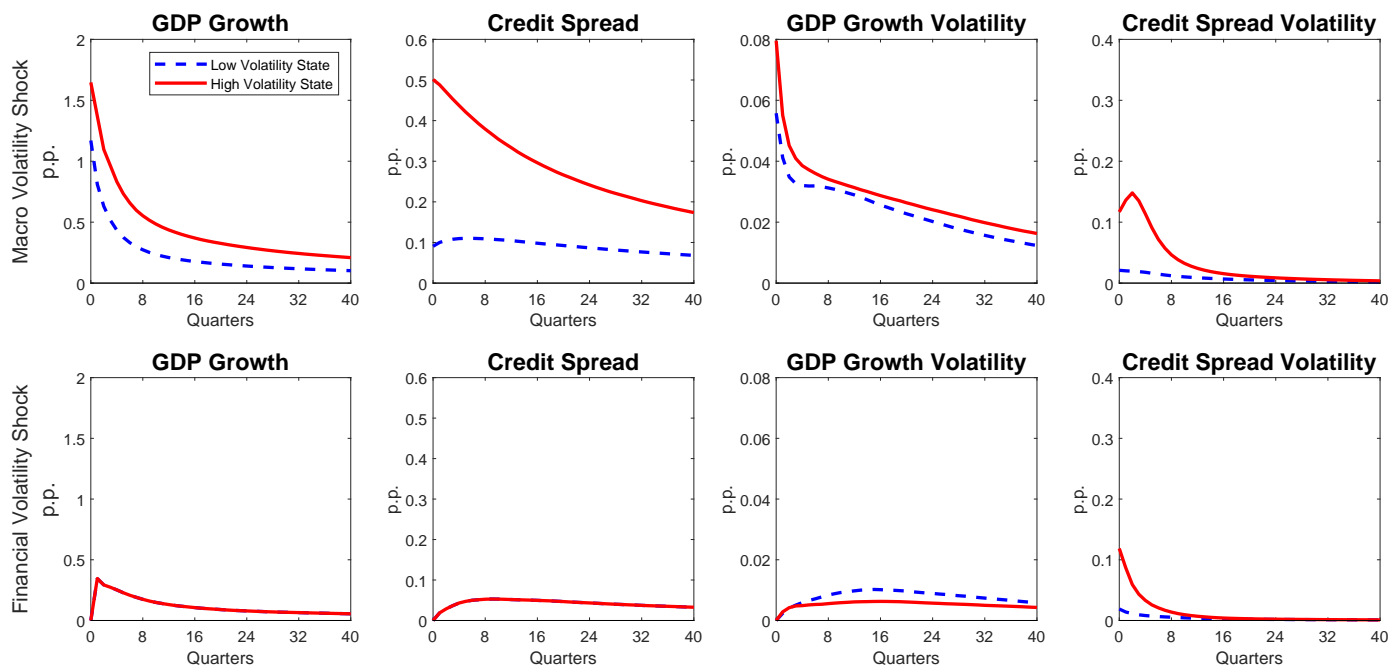 GDP Growth
Credit Spread
GDP Growth Volatility
Credit Spread Volatility
Macro Volatility Shock
p.p.
2
1.5
1
0.5
0
0 8 16 24 32 40
Quarters
Low Volatility State
High Volatility State
p.p.
0.6
0.5
0.4
0.3
0.2
0.1
0
0 8 16 24 32 40
Quarters
p.p.
0.08
0.06
0.04
0.02
0
0 8 16 24 32 40
Quarters
p.p.
0.4
0.3
0.2
0.1
0
0 8 16 24 32 40
Quarters
GDP Growth
Credit Spread
GDP Growth Volatility
Credit Spread Volatility
Financial Volatility Shock
p.p.
2
1.5
1
0.5
0
0 8 16 24 32 40
Quarters
p.p.
0.6
0.5
0.4
0.3
0.2
0.1
0
0 8 16 24 32 40
Quarters
p.p.
0.08
0.06
0.04
0.02
0
0 8 16 24 32 40
Quarters
p.p.
0.4
0.3
0.2
0.1
0
0 8 16 24 32 40
Quarters